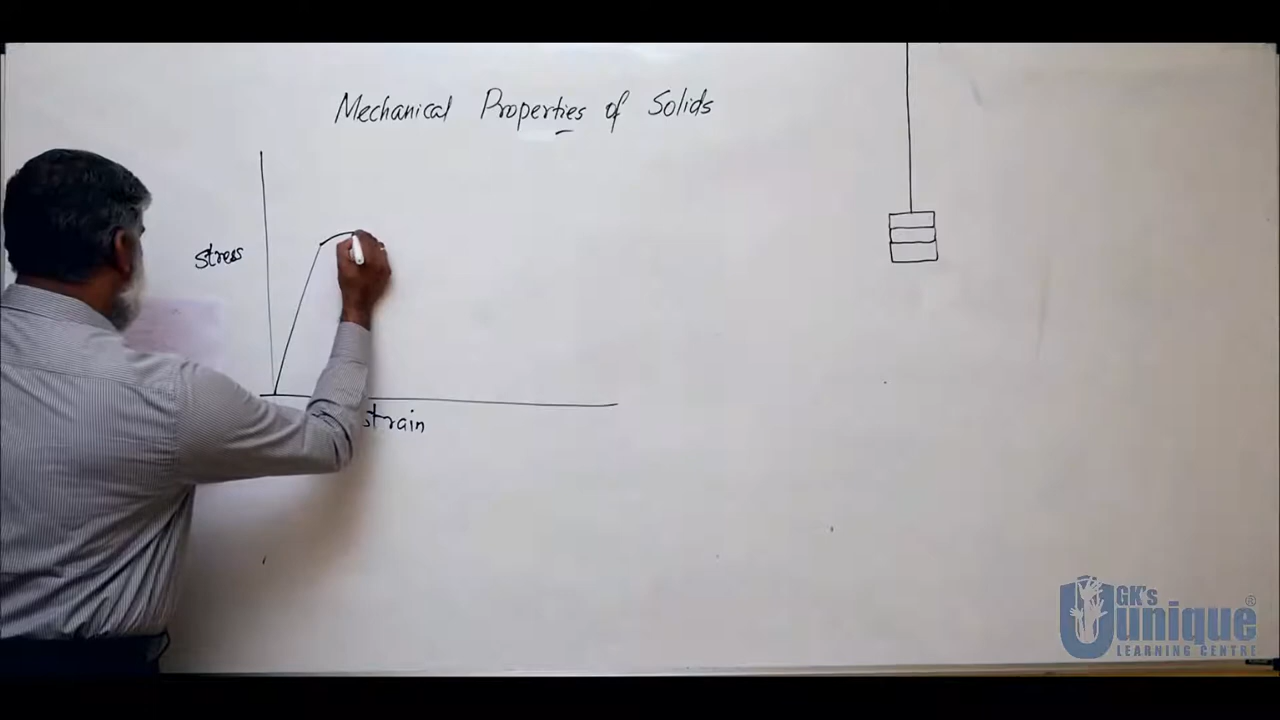 Mechanical Properties of Solids
stress
strain
GK's
unique®
LEARNING CENTRE